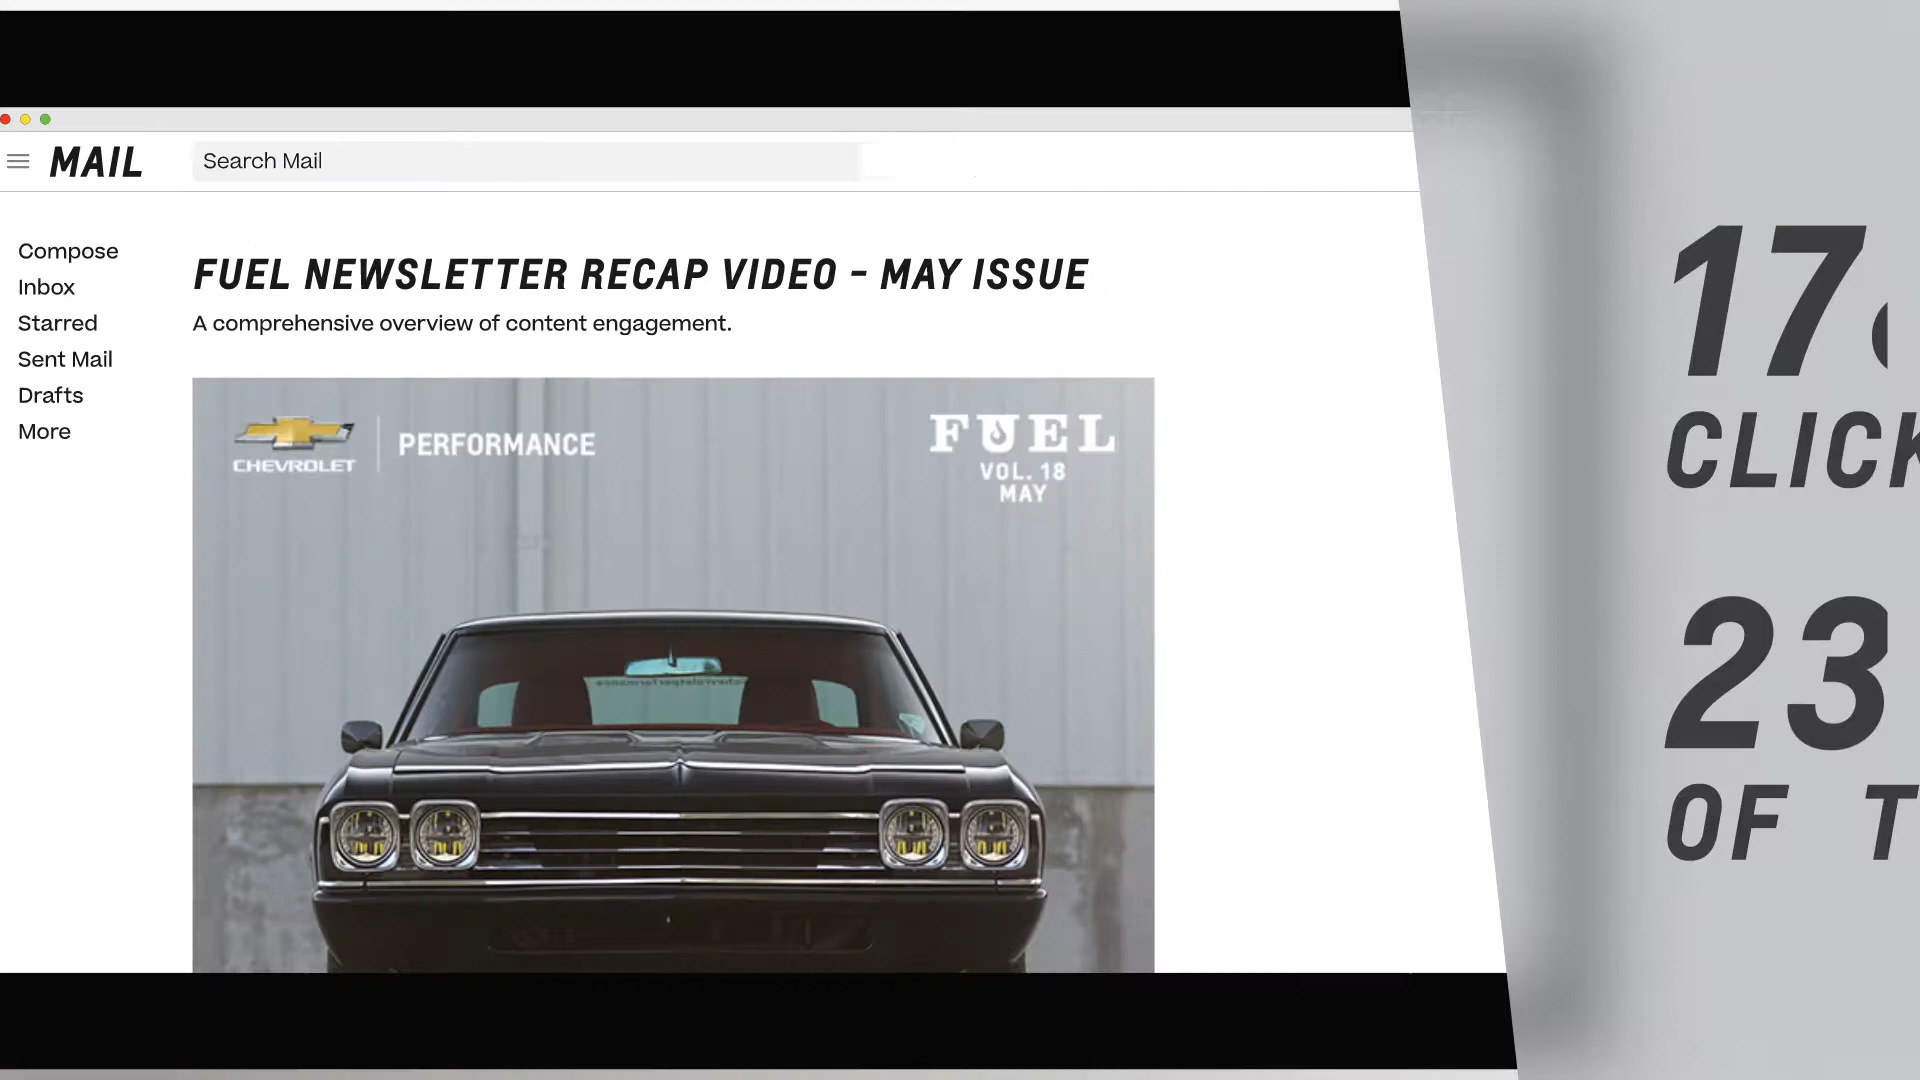 MAIL
Search Mail
Compose
Inbox
Starred
Sent Mail
Drafts
More
FUEL NEWSLETTER RECAP VIDEO - MAY ISSUE
A comprehensive overview of content engagement.
CHEVROLET
PERFORMANCE
FUEL
VOL. 18
MAY
17
CLICK
23
OF T